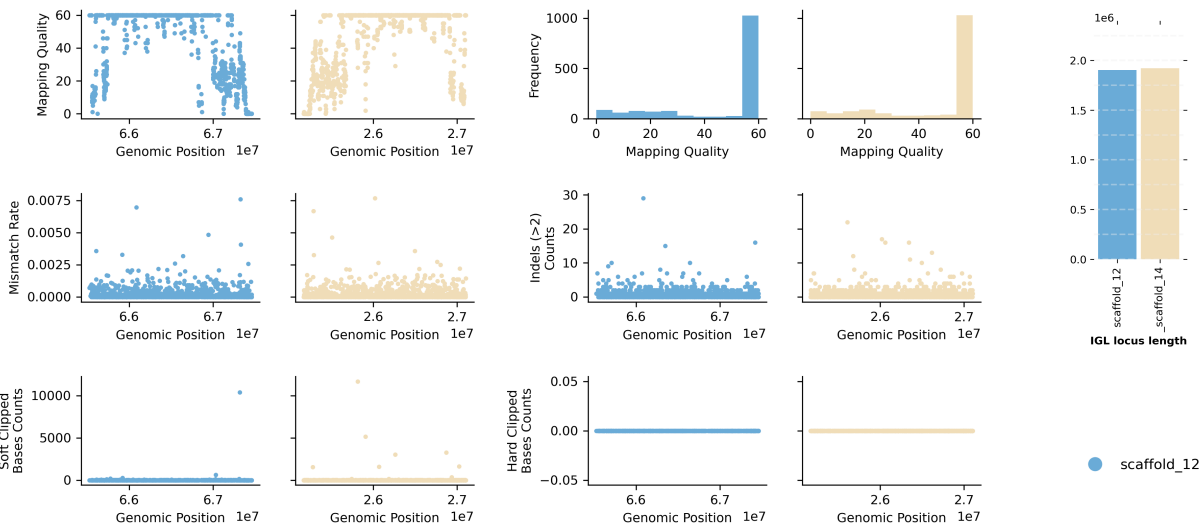 Mapping Quality
60
40
20
0
6.6
6.7
Genomic Position
1e7
2.6
2.7
Genomic Position
1e7
Frequency
1000
500
0
0
20
40
60
Mapping Quality
0
20
40
60
Mapping Quality
1e6
2.0
1.5
1.0
0.5
0.0
scaffold_12
_scaffold_14
IGL locus length
Mismatch Rate
0.0075
0.0050
0.0025
0.0000
6.6
6.7
Genomic Position
1e7
2.6
2.7
Genomic Position
1e7
Indels (>2)
Counts
30
20
10
0
6.6
6.7
Genomic Position
1e7
2.6
2.7
Genomic Position
1e7
Soft Clipped
Bases Counts
10000
5000
0
6.6
6.7
Genomic Position
1e7
2.6
2.7
Genomic Position
1e7
Hard Clipped
Bases Counts
0.05
0.00
−0.05
6.6
6.7
Genomic Position
1e7
2.6
2.7
Genomic Position
1e7
scaffold_12